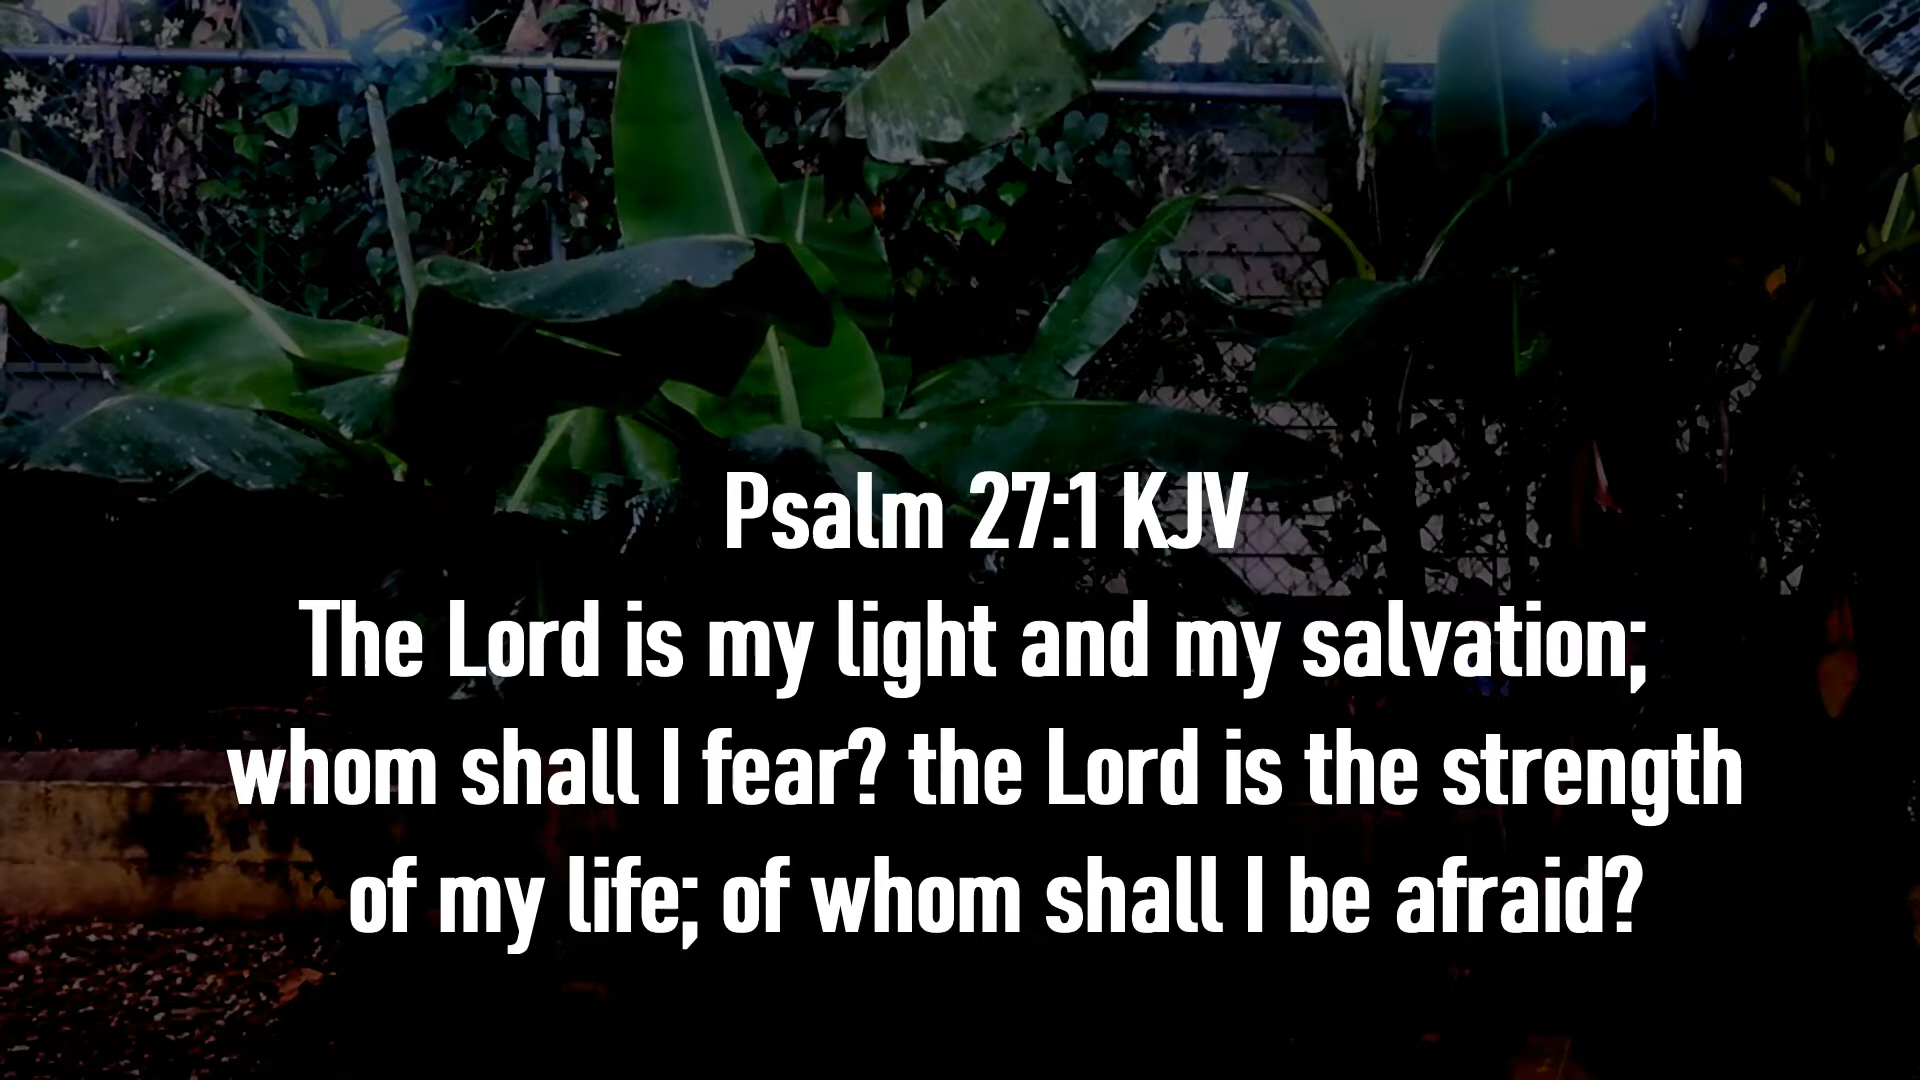 Psalm 27:1 KJV
The Lord is my light and my salvation;
whom shall I fear? the Lord is the strength
of my life; of whom shall I be afraid?